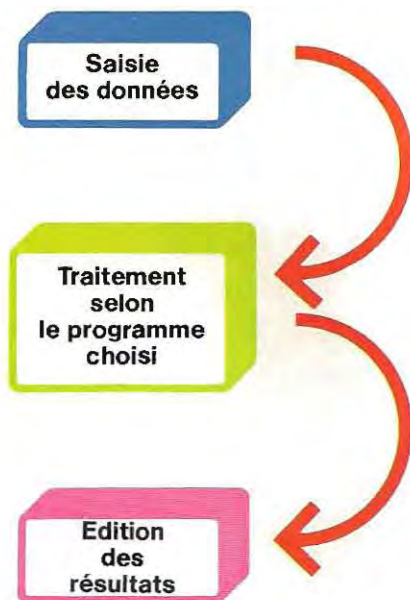 Saisie
des données
Traitement
selon
le programme
choisi
Edition
des
résultats